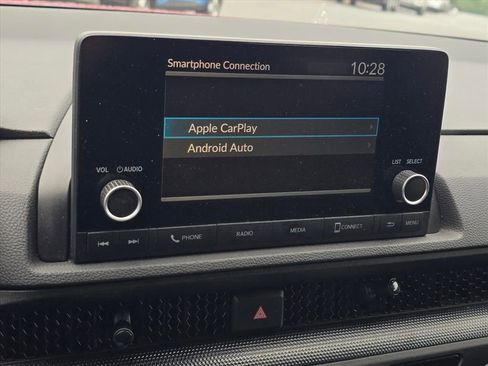 Smartphone Connection 10:28
Apple CarPlay
Android Auto
VOL AUDIO
LIST SELECT
PHONE RADIO MEDIA CONNECT MENU